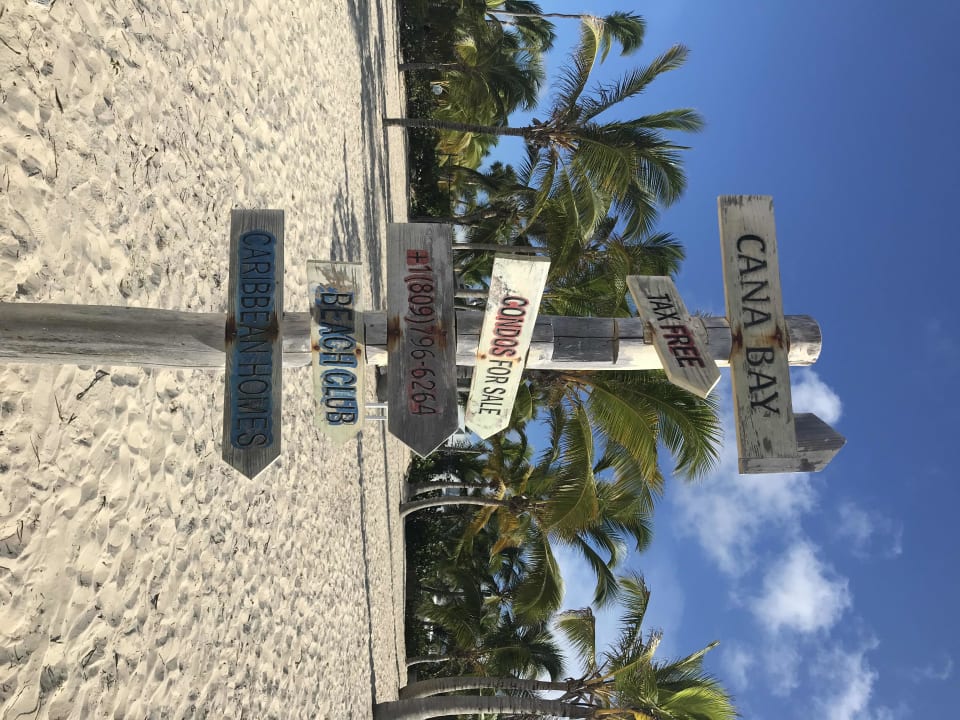 CANA BAY
TAX FREE
CONDOS FOR SALE
+1(809)796-6264
BEACH CLUB
CARIBBEAN HOMES